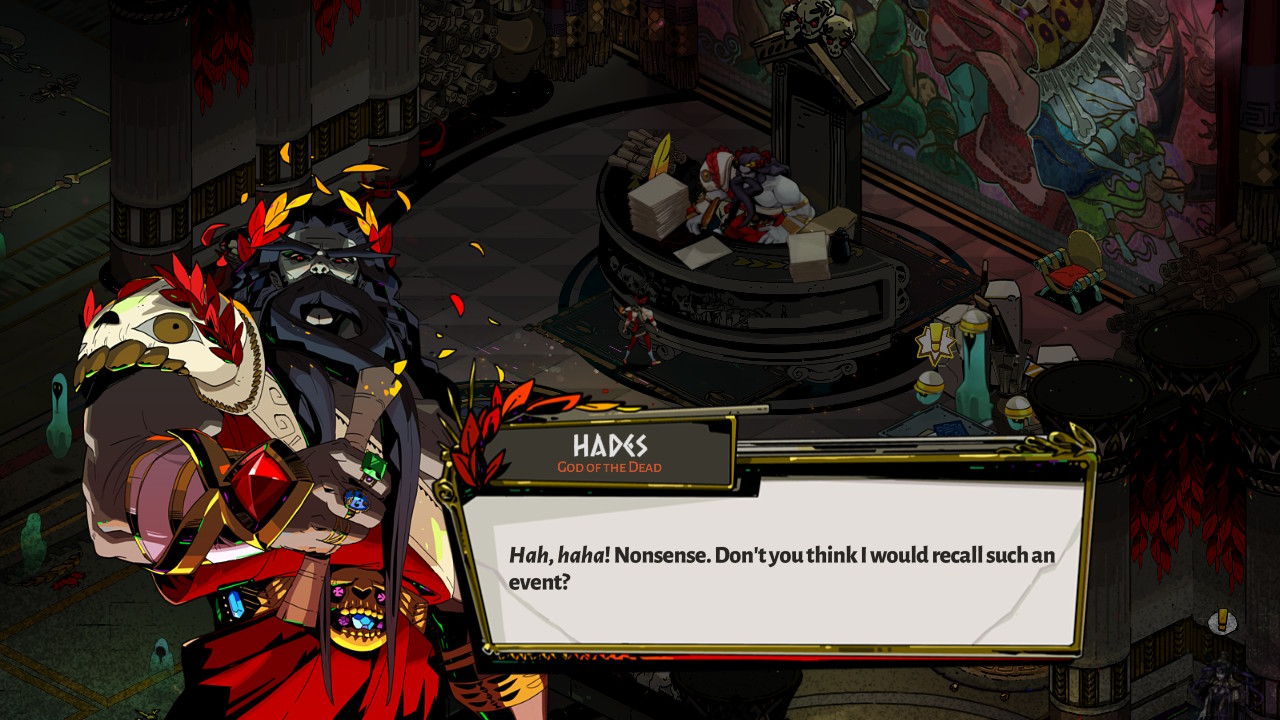 HADES
GOD OF THE DEAD
Hah, haha! Nonsense. Don't you think I would recall such an
event?